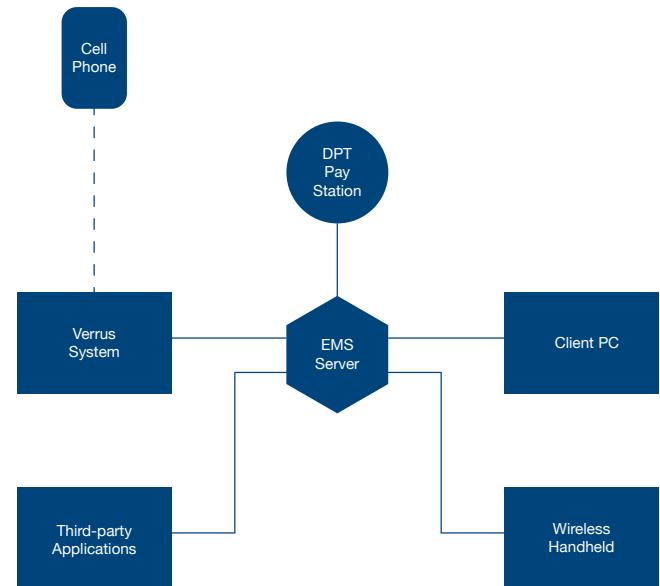 Cell
Phone
DPT
Pay
Station
Verrus
System
EMS
Server
Client PC
Third-party
Applications
Wireless
Handheld